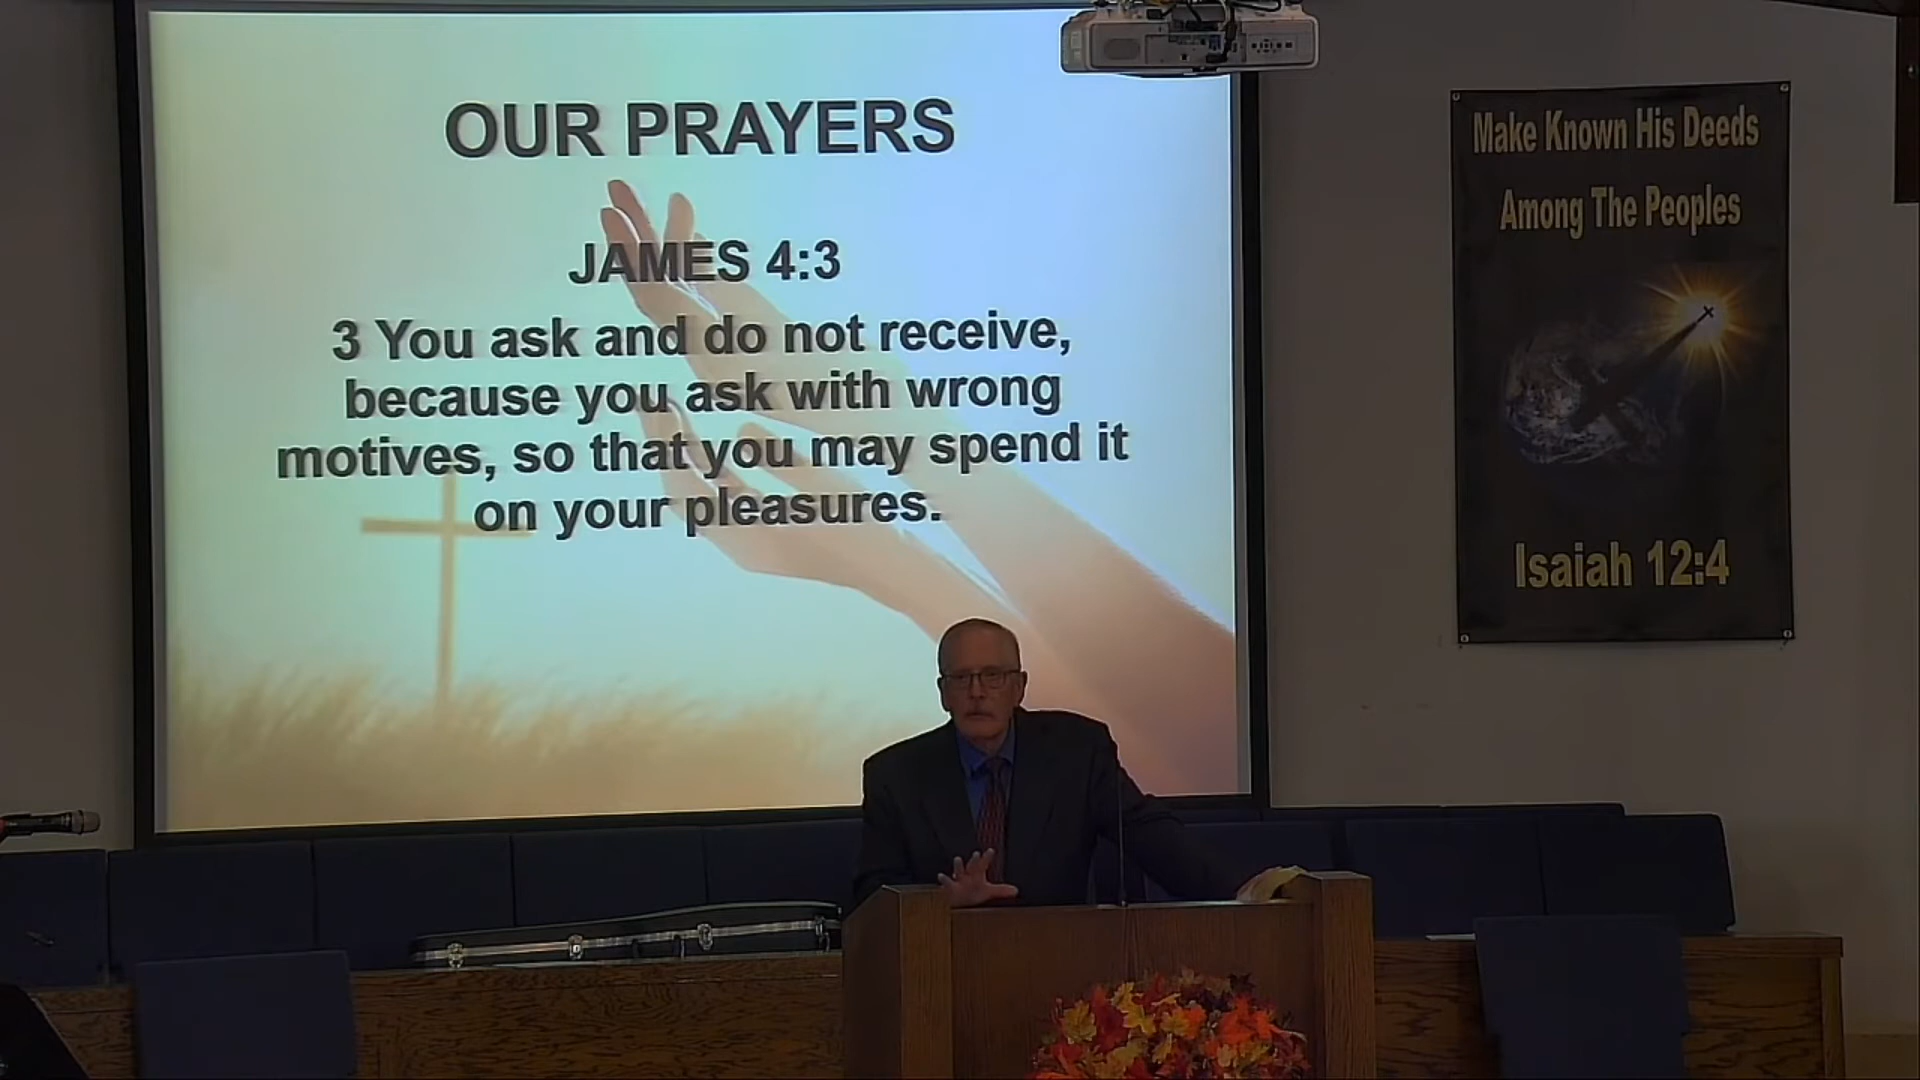 OUR PRAYERS
JAMES 4:3
3 You ask and do not receive,
because you ask with wrong
motives, so that you may spend it
on your pleasures.
Make Known His Deeds
Among The Peoples
Isaiah 12:4